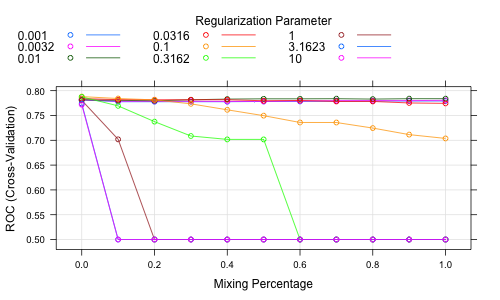 Regularization Parameter
0.001 0.0316 1
0.0032 0.1 3.1623
0.01 0.3162 10
ROC (Cross-Validation)
0.80
0.75
0.70
0.65
0.60
0.55
0.50
0.0 0.2 0.4 0.6 0.8 1.0
Mixing Percentage